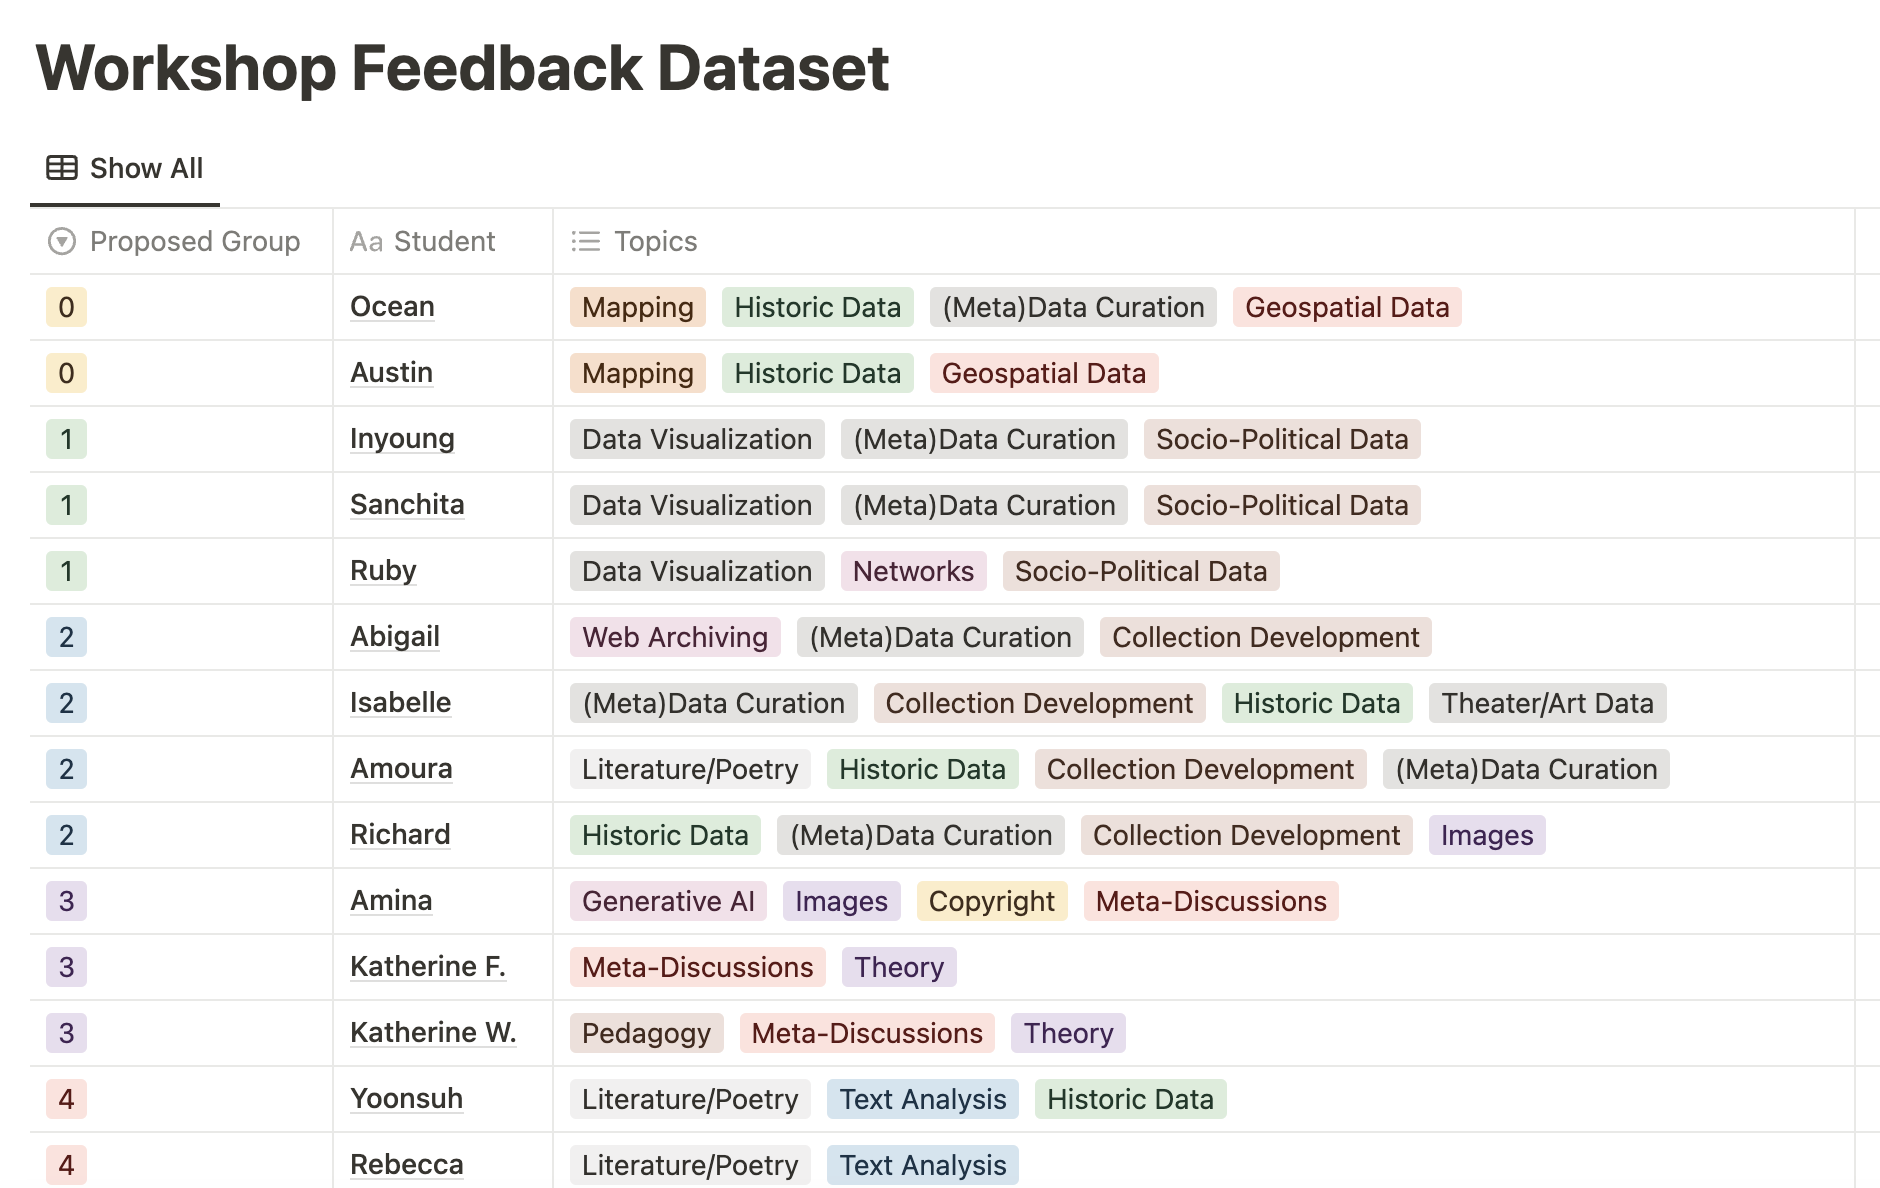 Workshop Feedback Dataset
Show All
Proposed Group Aa Student Topics
0 Ocean Mapping Historic Data (Meta)Data Curation Geospatial Data
0 Austin Mapping Historic Data Geospatial Data
1 Inyoung Data Visualization (Meta)Data Curation Socio-Political Data
1 Sanchita Data Visualization (Meta)Data Curation Socio-Political Data
1 Ruby Data Visualization Networks Socio-Political Data
2 Abigail Web Archiving (Meta)Data Curation Collection Development
2 Isabelle (Meta)Data Curation Collection Development Historic Data Theater/Art Data
2 Amoura Literature/Poetry Historic Data Collection Development (Meta)Data Curation
2 Richard Historic Data (Meta)Data Curation Collection Development Images
3 Amina Generative AI Images Copyright Meta-Discussions
3 Katherine F. Meta-Discussions Theory
3 Katherine W. Pedagogy Meta-Discussions Theory
4 Yoonsuh Literature/Poetry Text Analysis Historic Data
4 Rebecca Literature/Poetry Text Analysis